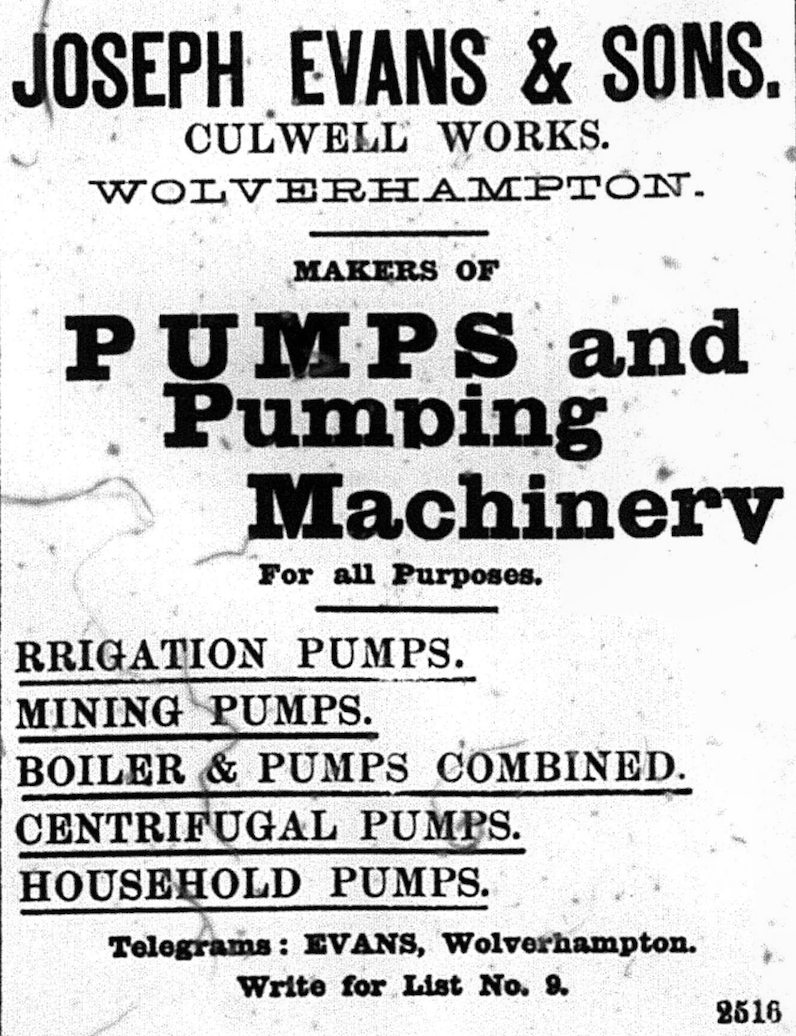 JOSEPH EVANS & SONS.
CULWELL WORKS.
WOLVERHAMPTON.
MAKERS OF
PUMPS and
Pumping
Machinery
For all Purposes.
RRIGATION PUMPS.
MINING PUMPS.
BOILER & PUMPS COMBINED.
CENTRIFUGAL PUMPS.
HOUSEHOLD PUMPS.
Telegrams: EVANS, Wolverhampton.
Write for List No. 9.
2516